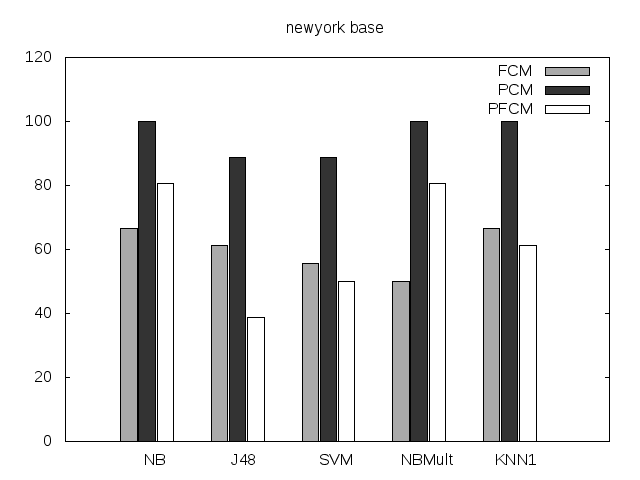 newyork base
120
100
80
60
40
20
0
FCM
PCM
PFCM
NB J48 SVM NBMult KNN1